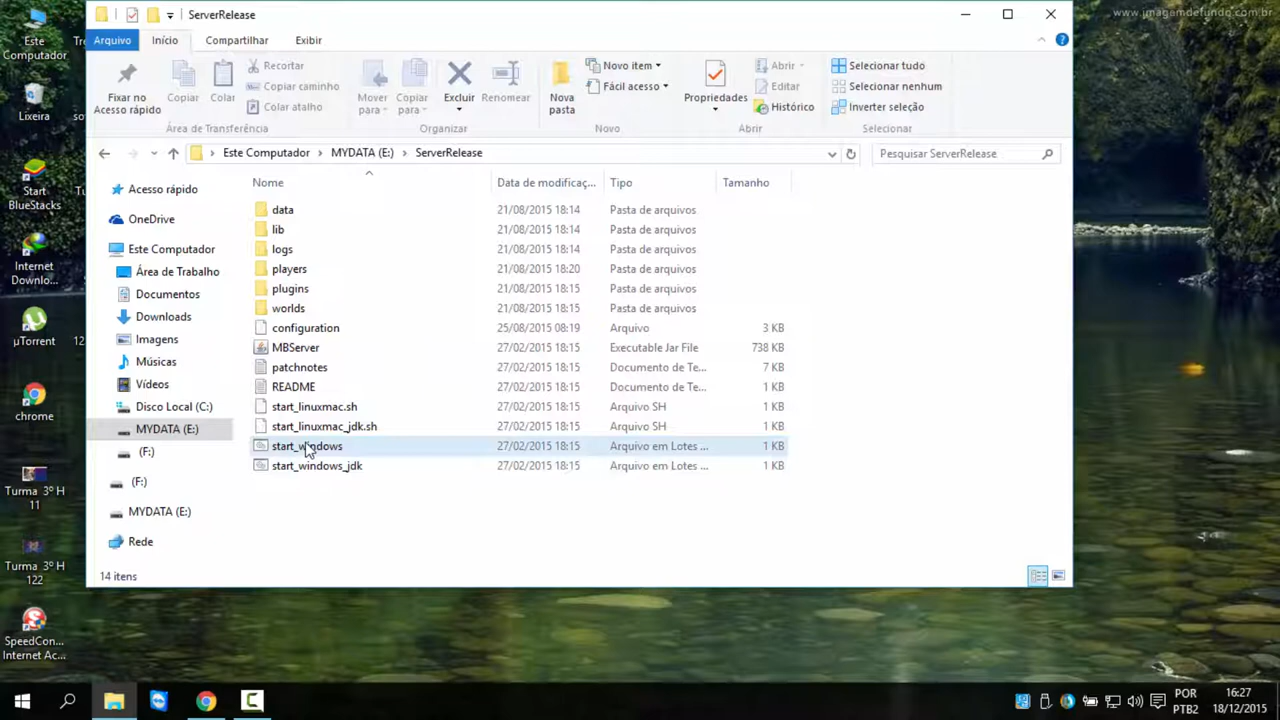 www.imagemdefundo.com.br
ServerRelease
Arquivo
Início
Compartilhar
Exibir
Fixar no Acesso rápido
Copiar
Colar
Recortar
Copiar caminho
Colar atalho
Área de Transferência
Mover para
Copiar para
Excluir
Renomear
Organizar
Nova pasta
Novo item
Fácil acesso
Novo
Propriedades
Abrir
Editar
Histórico
Abrir
Selecionar tudo
Selecionar nenhum
Inverter seleção
Selecionar
Este Computador > MYDATA (E:) > ServerRelease
Pesquisar ServerRelease
Nome Data de modificaç... Tipo Tamanho
data 21/08/2015 18:14 Pasta de arquivos
lib 21/08/2015 18:14 Pasta de arquivos
logs 21/08/2015 18:14 Pasta de arquivos
players 21/08/2015 18:20 Pasta de arquivos
plugins 21/08/2015 18:15 Pasta de arquivos
worlds 21/08/2015 18:15 Pasta de arquivos
configuration 25/08/2015 08:19 Arquivo 3 KB
MBServer 27/02/2015 18:15 Executable Jar File 738 KB
patchnotes 27/02/2015 18:15 Documento de Te... 7 KB
README 27/02/2015 18:15 Documento de Te... 1 KB
start_linuxmac.sh 27/02/2015 18:15 Arquivo SH 1 KB
start_linuxmac_jdk.sh 27/02/2015 18:15 Arquivo SH 1 KB
start_windows 27/02/2015 18:15 Arquivo em Lotes ... 1 KB
start_windows_jdk 27/02/2015 18:15 Arquivo em Lotes ... 1 KB
Acesso rápido
OneDrive
Este Computador
Área de Trabalho
Documentos
Downloads
Imagens
Músicas
Vídeos
Disco Local (C:)
MYDATA (E:)
(F:)
(F:)
MYDATA (E:)
Rede
14 itens
Este
Computador
Lixeira
Start
BlueStacks
Internet
Downlo...
µTorrent
chrome
Turma 3º H
11
Turma 3º H
122
SpeedCon...
Internet Ac...
POR
PTB2
16:27
18/12/2015